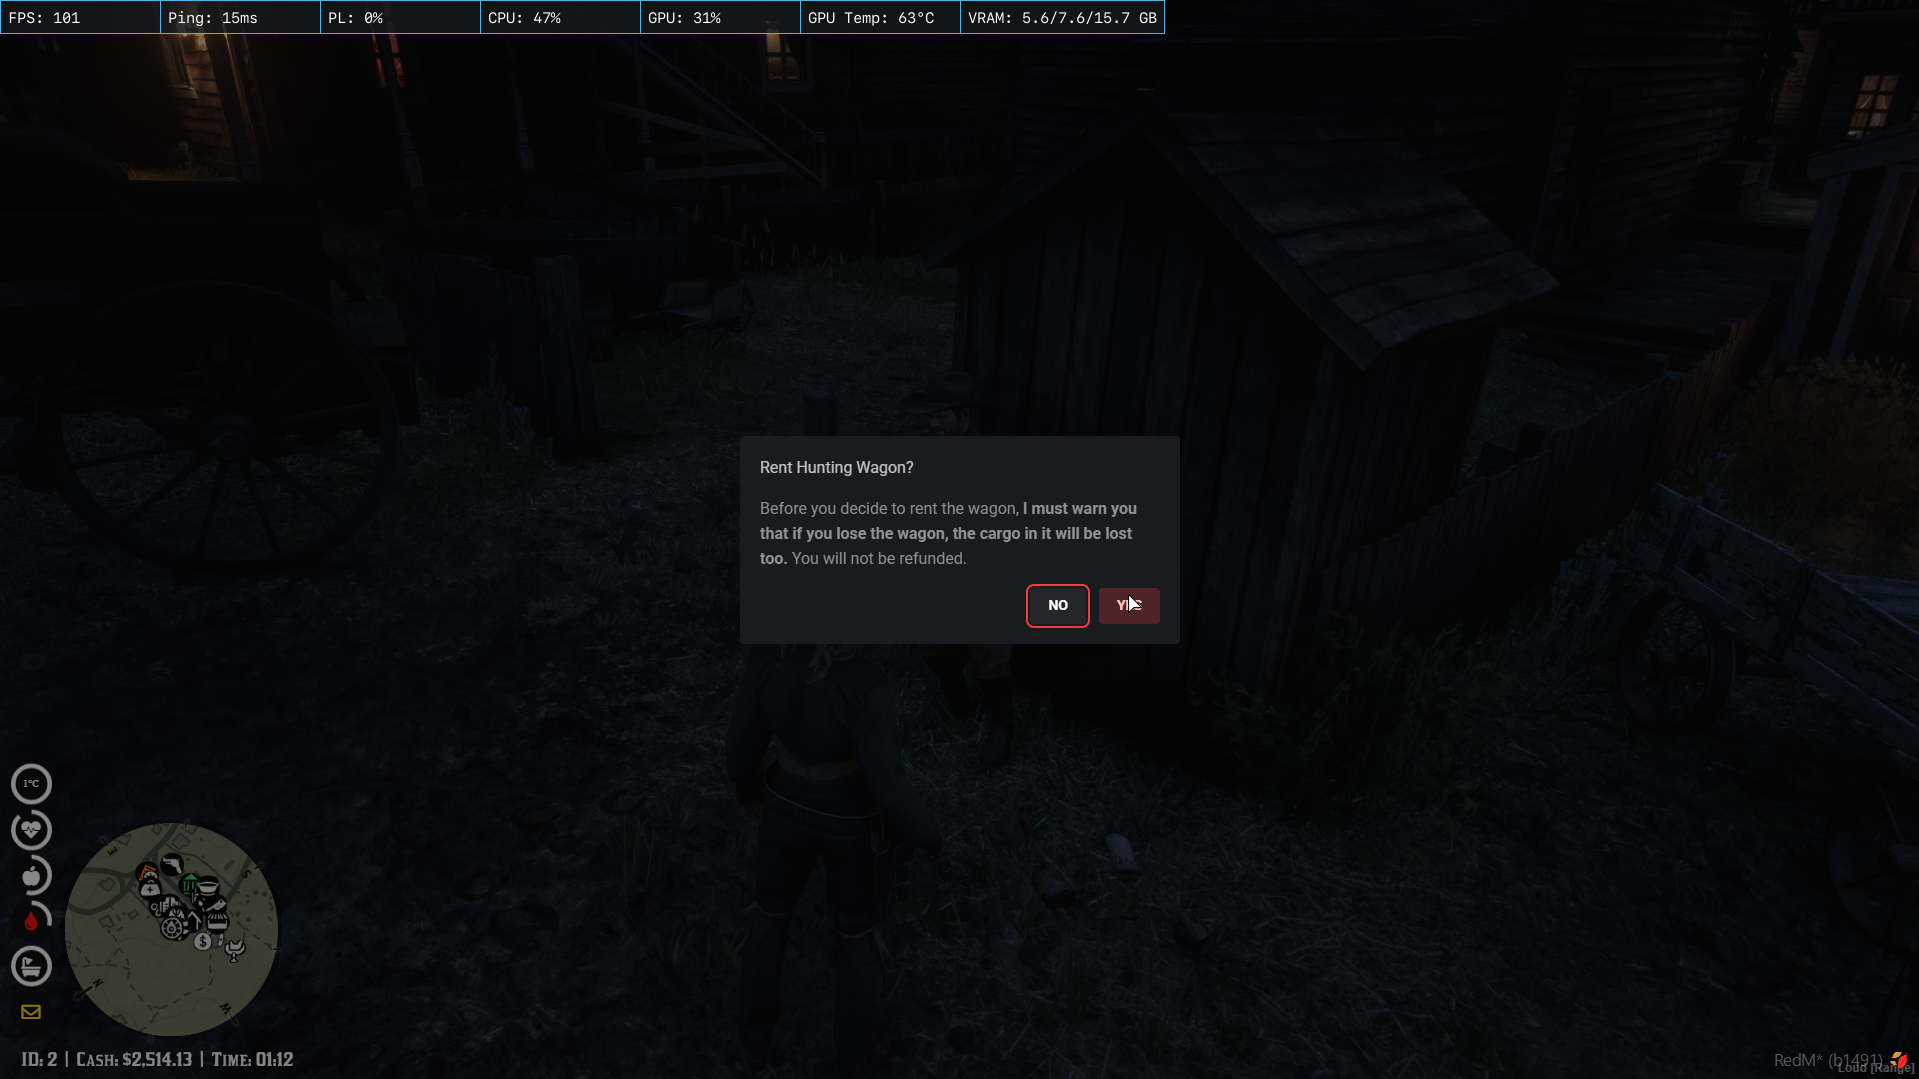 FPS: 101 Ping: 15ms PL: 0% CPU: 47% GPU: 31% GPU Temp: 63°C VRAM: 5.6/7.6/15.7 GB
Rent Hunting Wagon?
Before you decide to rent the wagon, I must warn you
that if you lose the wagon, the cargo in it will be lost
too. You will not be refunded.
NO
1°C
E
S
N
W
$
ID: 2 | CASH: $2,514.13 | TIME: 01:12
RedM* (b1491)
Loud [Range]